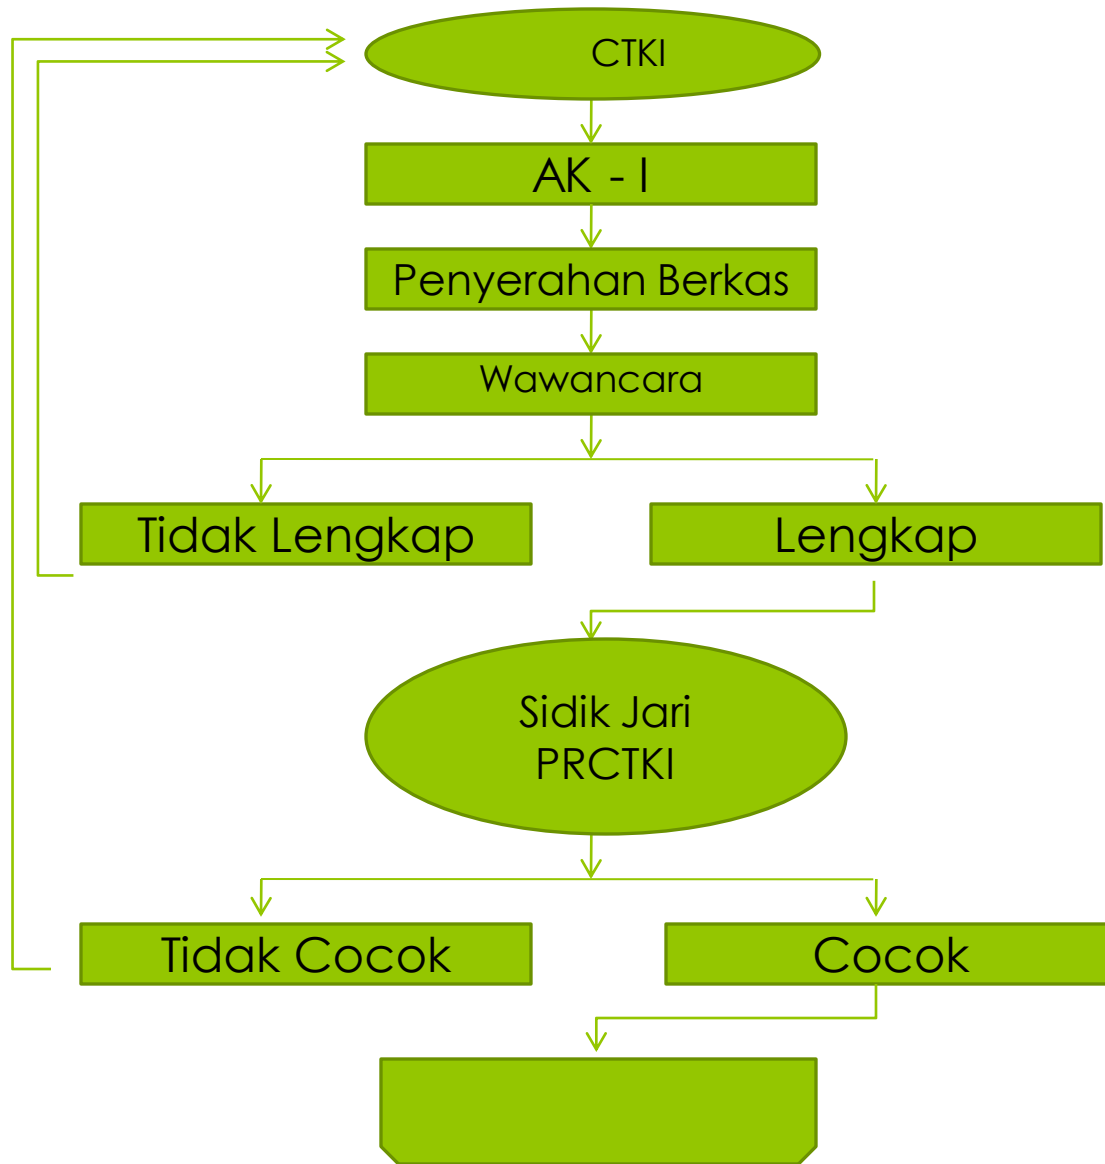 CTKI
AK - I
Penyerahan Berkas
Wawancara
Tidak Lengkap
Lengkap
Sidik Jari
PRCTKI
Tidak Cocok
Cocok